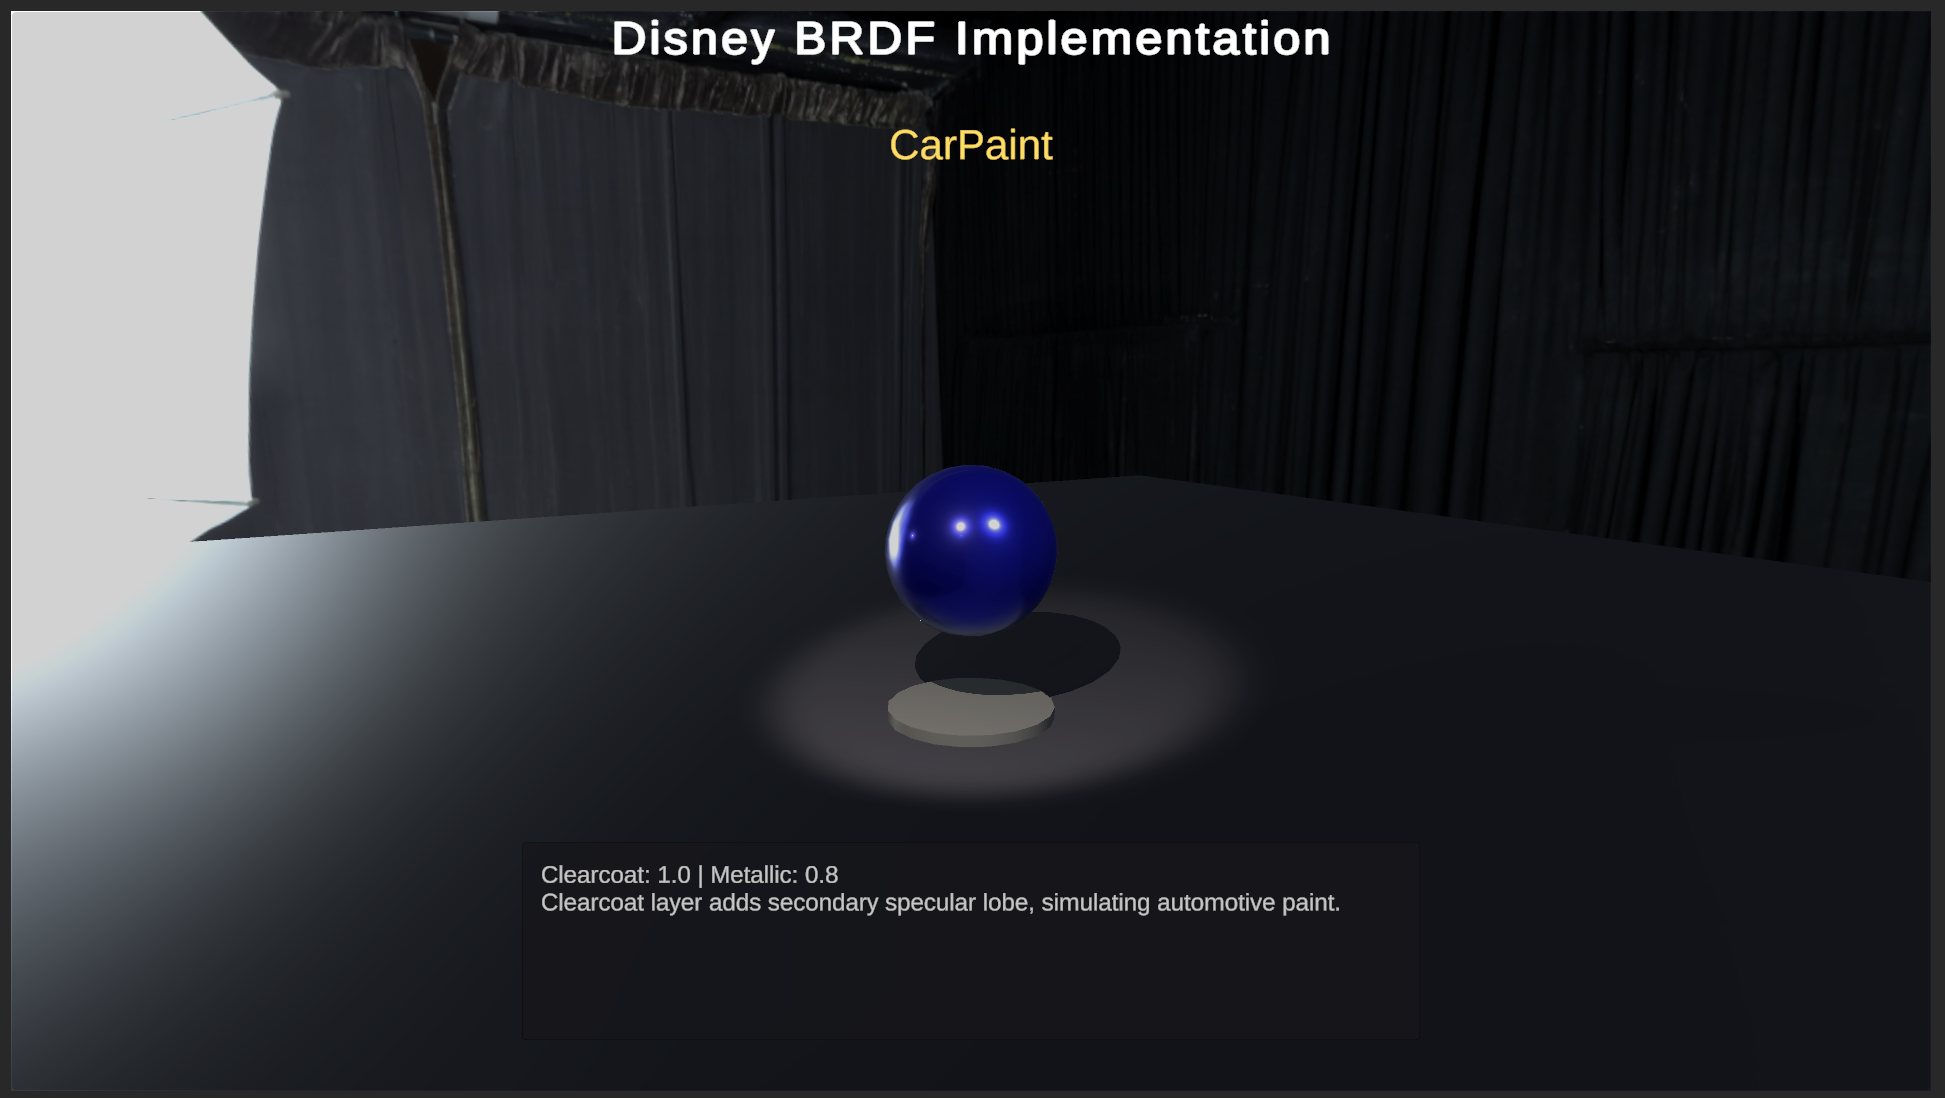 Disney BRDF Implementation
CarPaint
Clearcoat: 1.0 | Metallic: 0.8
Clearcoat layer adds secondary specular lobe, simulating automotive paint.